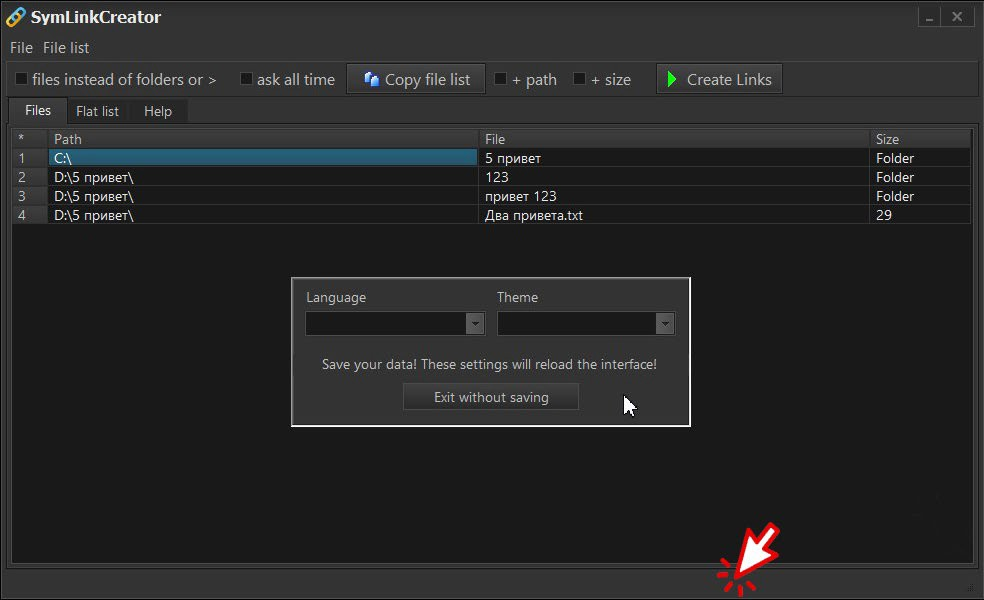 SymLinkCreator
File File list
files instead of folders or > ask all time Copy file list + path + size Create Links
Files Flat list Help
* Path File Size
1 C:\ 5 привет Folder
2 D:\5 привет\ 123 Folder
3 D:\5 привет\ привет 123 Folder
4 D:\5 привет\ Два привета.txt 29
Language Theme
Save your data! These settings will reload the interface!
Exit without saving